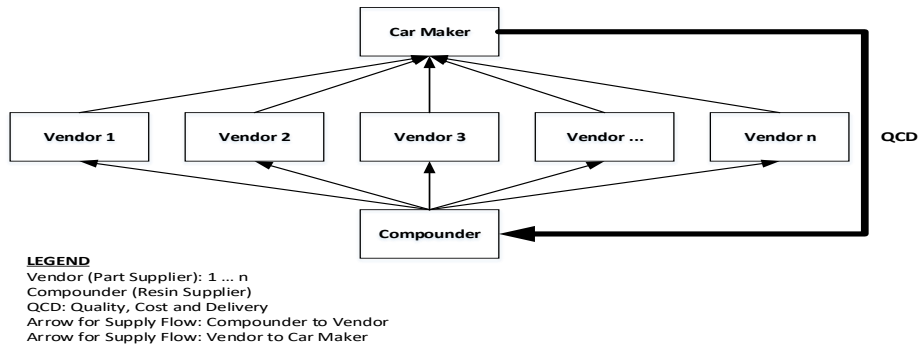 Car Maker
Vendor 1
Vendor 2
Vendor 3
Vendor ...
Vendor n
QCD
Compounder
LEGEND
Vendor (Part Supplier): 1 ... n
Compounder (Resin Supplier)
QCD: Quality, Cost and Delivery
Arrow for Supply Flow: Compounder to Vendor
Arrow for Supply Flow: Vendor to Car Maker